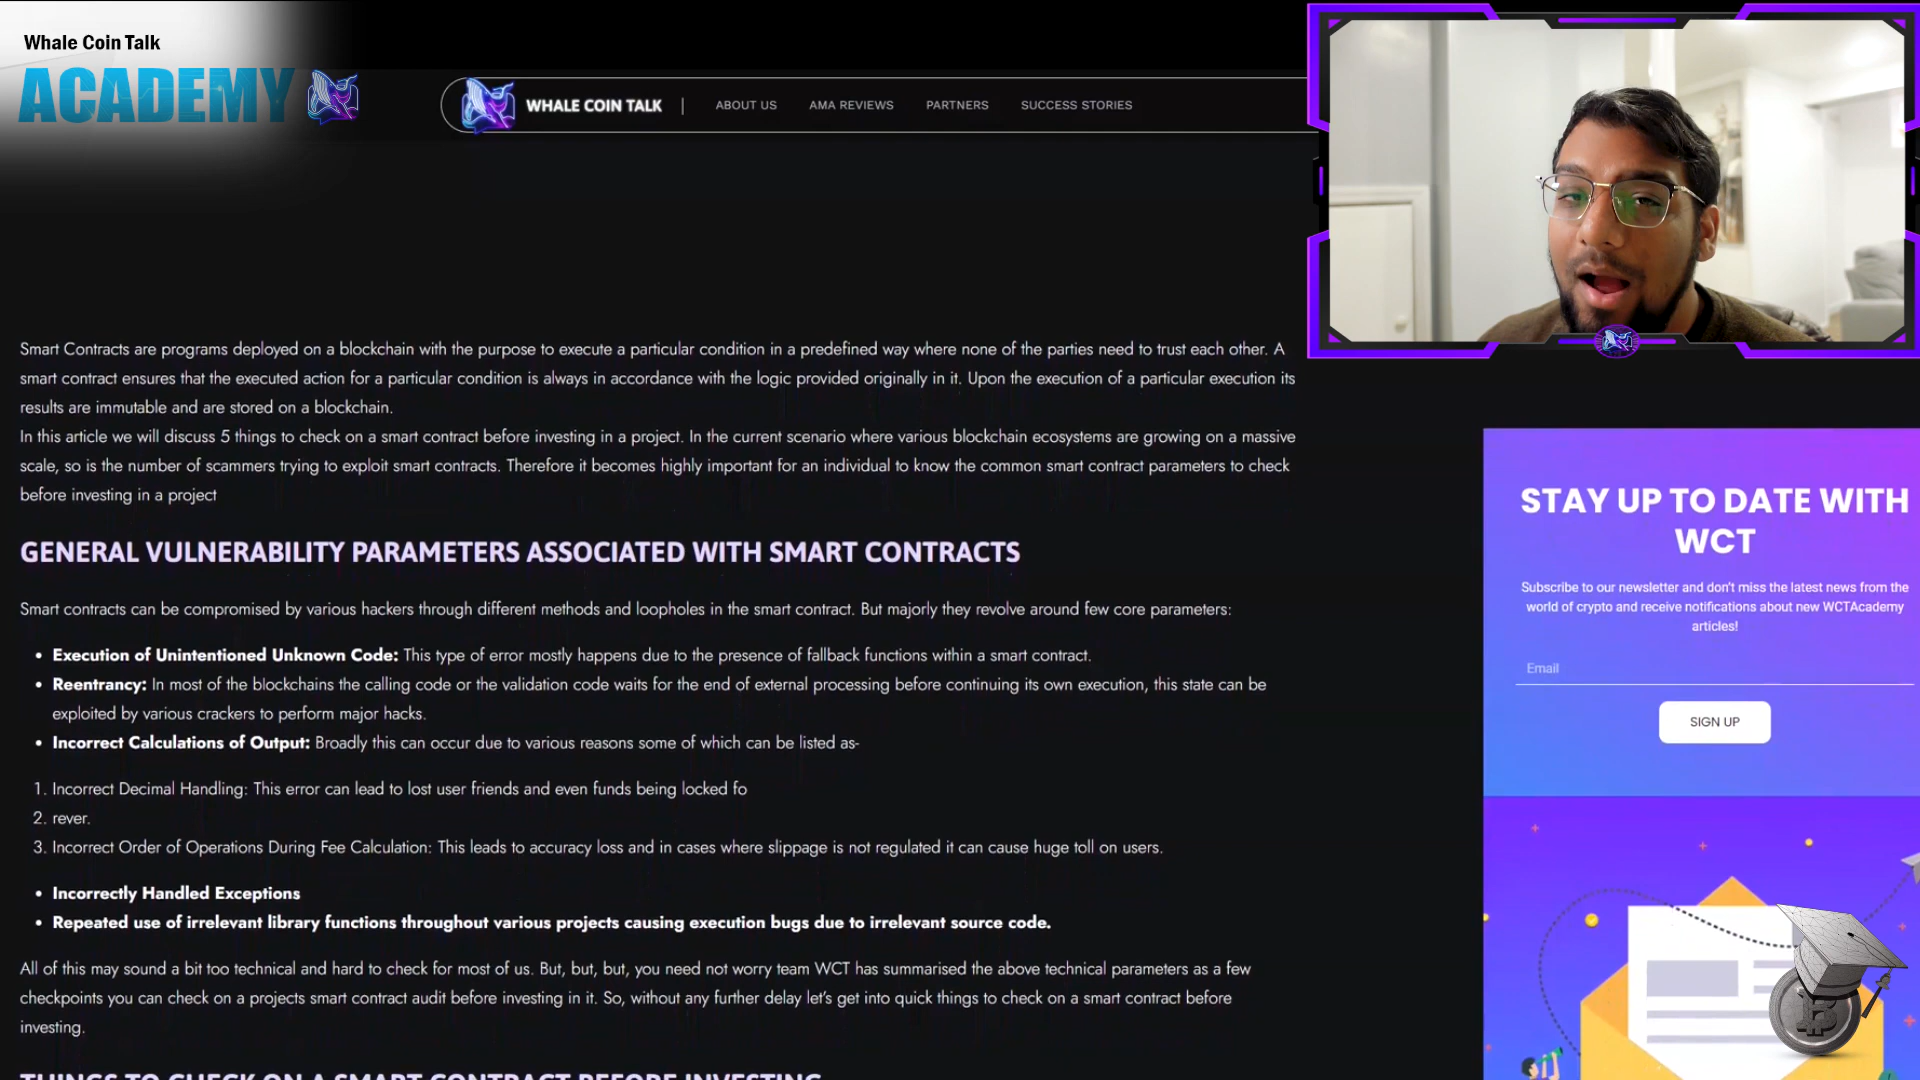 Whale Coin Talk
ACADEMY
WHALE COIN TALK
ABOUT US
AMA REVIEWS
PARTNERS
SUCCESS STORIES
Smart Contracts are programs deployed on a blockchain with the purpose to execute a particular condition in a predefined way where none of the parties need to trust each other. A
smart contract ensures that the executed action for a particular condition is always in accordance with the logic provided originally in it. Upon the execution of a particular execution its
results are immutable and are stored on a blockchain.
In this article we will discuss 5 things to check on a smart contract before investing in a project. In the current scenario where various blockchain ecosystems are growing on a massive
scale, so is the number of scammers trying to exploit smart contracts. Therefore it becomes highly important for an individual to know the common smart contract parameters to check
before investing in a project
GENERAL VULNERABILITY PARAMETERS ASSOCIATED WITH SMART CONTRACTS
Smart contracts can be compromised by various hackers through different methods and loopholes in the smart contract. But majorly they revolve around few core parameters:
• Execution of Unintentioned Unknown Code: This type of error mostly happens due to the presence of fallback functions within a smart contract.
• Reentrancy: In most of the blockchains the calling code or the validation code waits for the end of external processing before continuing its own execution, this state can be
exploited by various crackers to perform major hacks.
• Incorrect Calculations of Output: Broadly this can occur due to various reasons some of which can be listed as-
1. Incorrect Decimal Handling: This error can lead to lost user friends and even funds being locked fo
2. rever.
3. Incorrect Order of Operations During Fee Calculation: This leads to accuracy loss and in cases where slippage is not regulated it can cause huge toll on users.
• Incorrectly Handled Exceptions
• Repeated use of irrelevant library functions throughout various projects causing execution bugs due to irrelevant source code.
All of this may sound a bit too technical and hard to check for most of us. But, but, but, you need not worry team WCT has summarised the above technical parameters as a few
checkpoints you can check on a projects smart contract audit before investing in it. So, without any further delay let's get into quick things to check on a smart contract before
investing.
THINGS TO CHECK ON A SMART CONTRACT BEFORE INVESTING
STAY UP TO DATE WITH
WCT
Subscribe to our newsletter and don't miss the latest news from the
world of crypto and receive notifications about new WCTAcademy
articles!
Email
SIGN UP